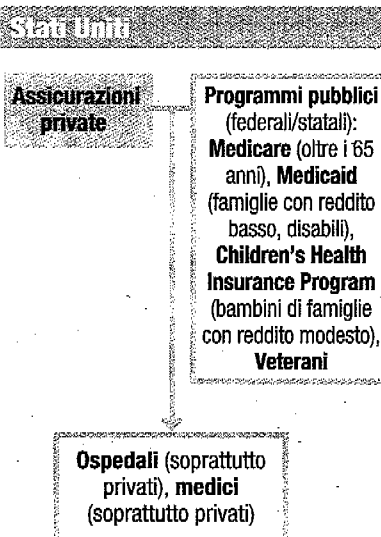 Stati Uniti
Assicurazioni
private
Programmi pubblici
(federali/statali):
Medicare (oltre i 65
anni), Medicaid
(famiglie con reddito
basso, disabili),
Children's Health
Insurance Program
(bambini di famiglie
con reddito modesto),
Veterani
Ospedali (soprattutto
privati), medici
(soprattutto privati)